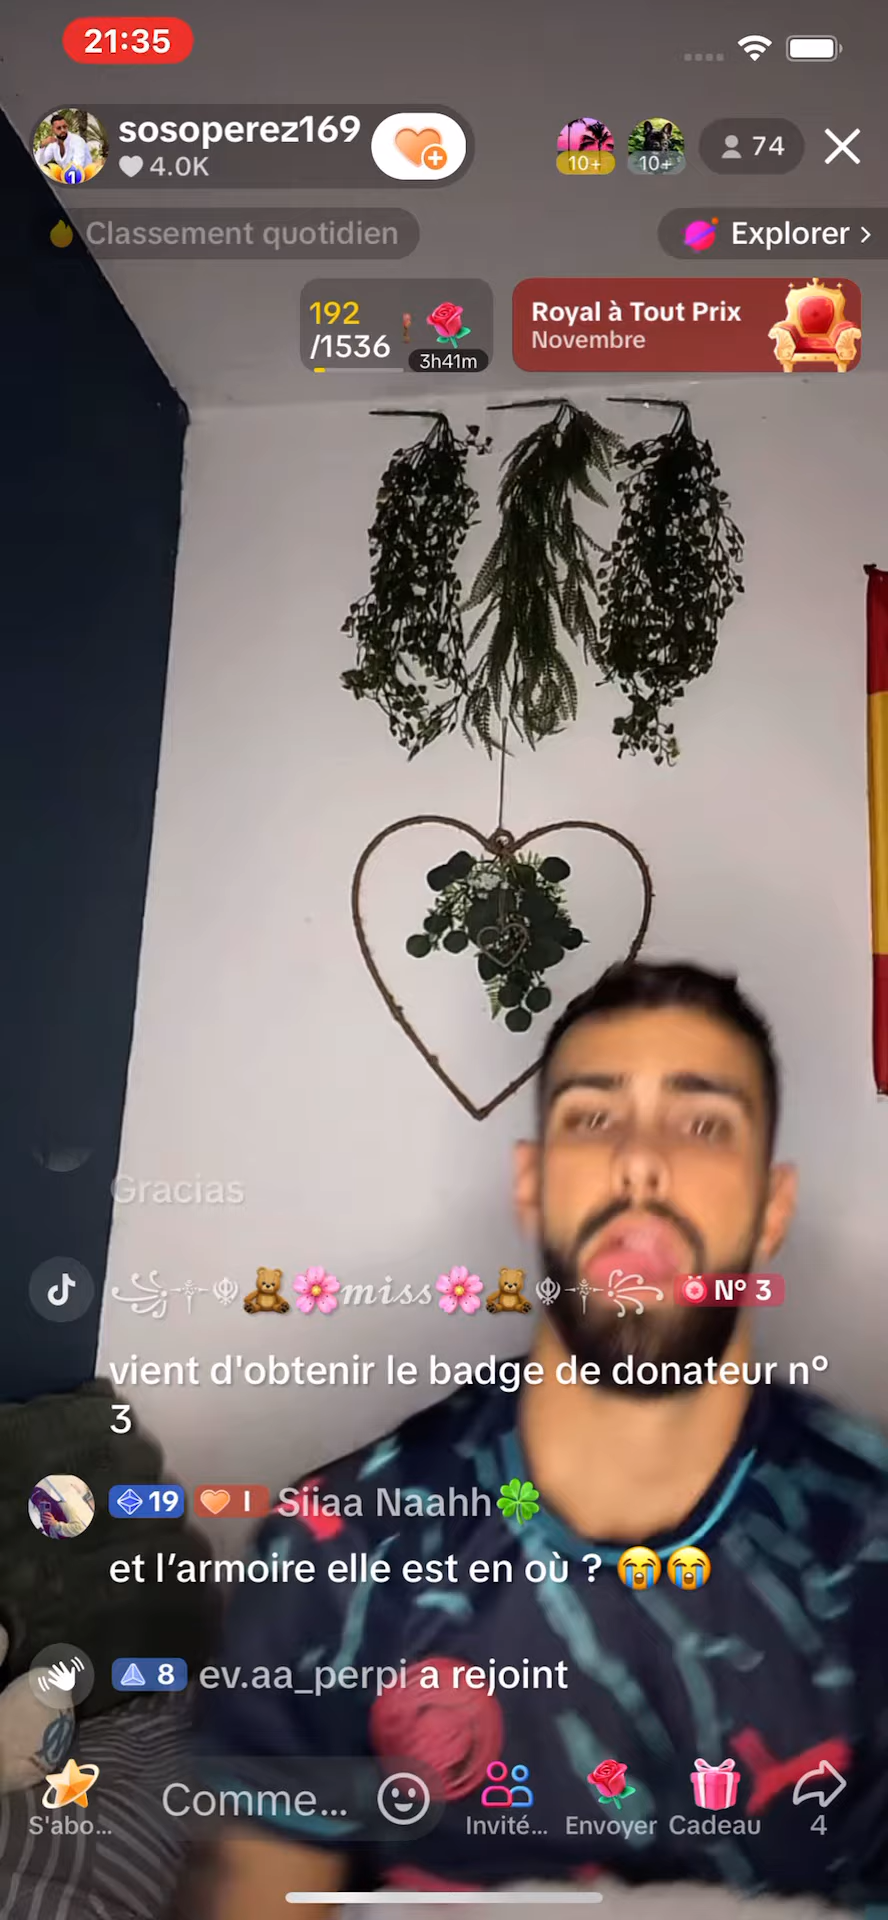 21:35
sosoperez169
4.0K
1
10+
10+
74
Classement quotidien
Explorer
192
/1536
3h41m
Royal à Tout Prix
Novembre
Gracias
miss
N° 3
vient d'obtenir le badge de donateur n°
3
19 I Siiaa Naahh🍀
et l’armoire elle est en où ? 😭😭
8 ev.aa_perpi a rejoint
S'abo...
Comme...
Invité...
Envoyer
Cadeau
4